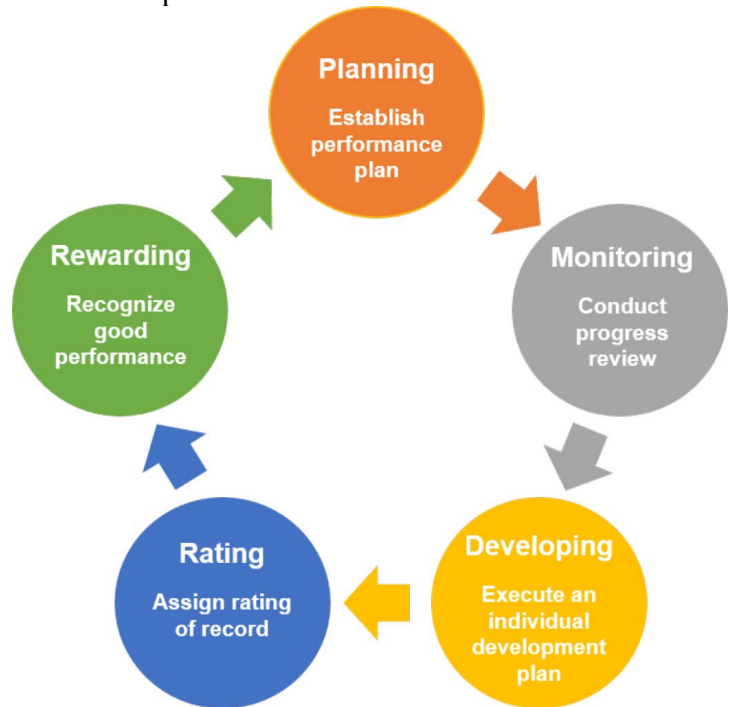 Planning
Establish
performance
plan
Monitoring
Conduct
progress
review
Developing
Execute an
individual
development
plan
Rating
Assign rating
of record
Rewarding
Recognize
good
performance